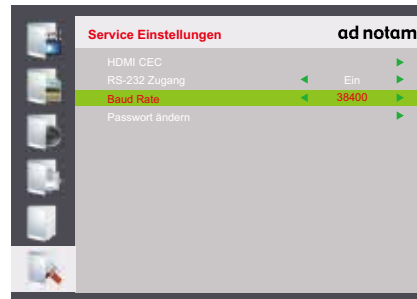 Service Einstellungen ad notam
HDMI CEC
RS-232 Zugang Ein
Baud Rate 38400
Passwort ändern